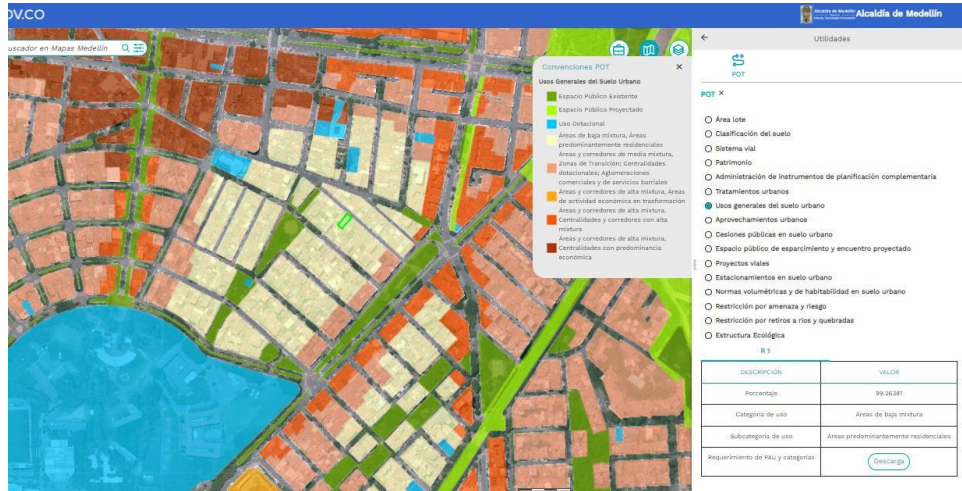 OV.CO
Alcaldía de Medellín
Alcaldía de Medellín
uscador en Mapas Medellín
Convenciones POT
Usos Generales del Suelo Urbano
Espacio Público Existente
Espacio Público Proyectado
Uso Dotacional
Áreas de baja mixtura, Áreas
predominantemente residenciales
Áreas y corredores de media mixtura,
Zonas de Transición; Centralidades
dotacionales; Aglomeraciones
comerciales y de servicios barriales
Áreas y corredores de alta mixtura, Áreas
de actividad económica en trasformación
Áreas y corredores de alta mixtura,
Centralidades y corredores con alta
mixtura
Áreas y corredores de alta mixtura,
Centralidades con predominancia
económica
Utilidades
POT
POT ×
Área lote
Clasificación del suelo
Sistema vial
Patrimonio
Administración de instrumentos de planificación complementaria
Tratamientos urbanos
Usos generales del suelo urbano
Aprovechamientos urbanos
Cesiones públicas en suelo urbano
Espacio público de esparcimiento y encuentro proyectado
Proyectos viales
Estacionamientos en suelo urbano
Normas volumétricas y de habitabilidad en suelo urbano
Restricción por amenaza y riesgo
Restricción por retiros a ríos y quebradas
Estructura Ecológica
R 1
DESCRIPCIÓN VALOR
Porcentaje 99.26381
Categoría de uso Áreas de baja mixtura
Subcategoría de uso Áreas predominantemente residenciales
Requerimiento de PAU y categorías Descarga